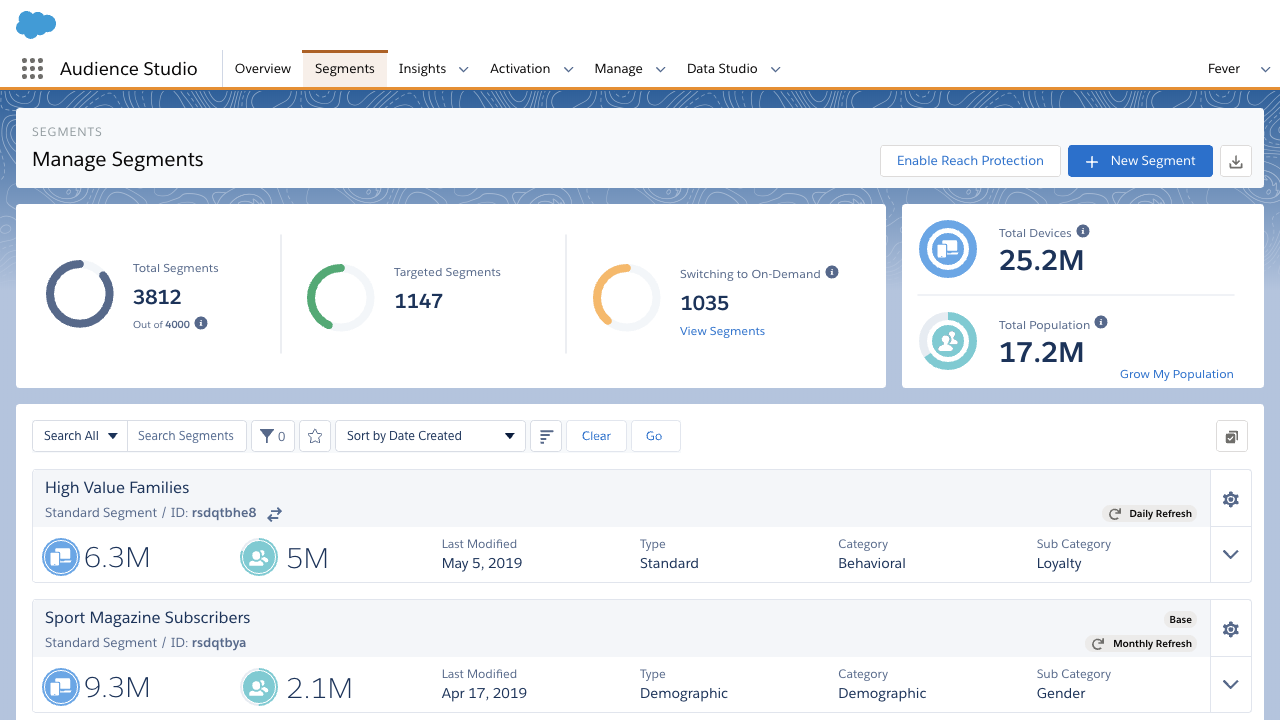 Audience Studio
Overview
Segments
Insights
Activation
Manage
Data Studio
Fever
SEGMENTS
Manage Segments
Enable Reach Protection
New Segment
Total Segments
3812
Out of 4000
Targeted Segments
1147
Switching to On-Demand
1035
View Segments
Total Devices
25.2M
Total Population
17.2M
Grow My Population
Search All
Search Segments
0
Sort by Date Created
Clear
Go
High Value Families
Standard Segment / ID: rsdqtbhe8
Daily Refresh
6.3M
5M
Last Modified
May 5, 2019
Type
Standard
Category
Behavioral
Sub Category
Loyalty
Sport Magazine Subscribers
Base
Standard Segment / ID: rsdqtbya
Monthly Refresh
9.3M
2.1M
Last Modified
Apr 17, 2019
Type
Demographic
Category
Demographic
Sub Category
Gender